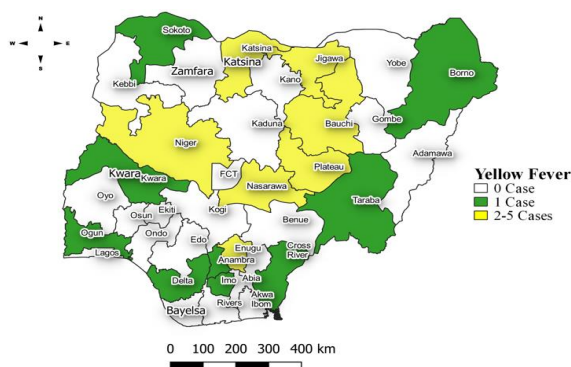 N
W E
S
Sokoto
Katsina
Katsina
Jigawa
Yobe
Borno
Kebbi
Zamfara
Kano
Kaduna
Bauchi
Gombe
Adamawa
Niger
Plateau
FCT
Nasarawa
Taraba
Kwara
Kwara
Oyo
Kogi
Benue
Osun
Ekiti
Ogun
Ondo
Edo
Enugu
Cross
River
Lagos
Anambra
Delta
Imo
Abia
Akwa
Ibom
Bayelsa
Rivers
Yellow Fever
0 Case
1 Case
2-5 Cases
0 100 200 300 400 km